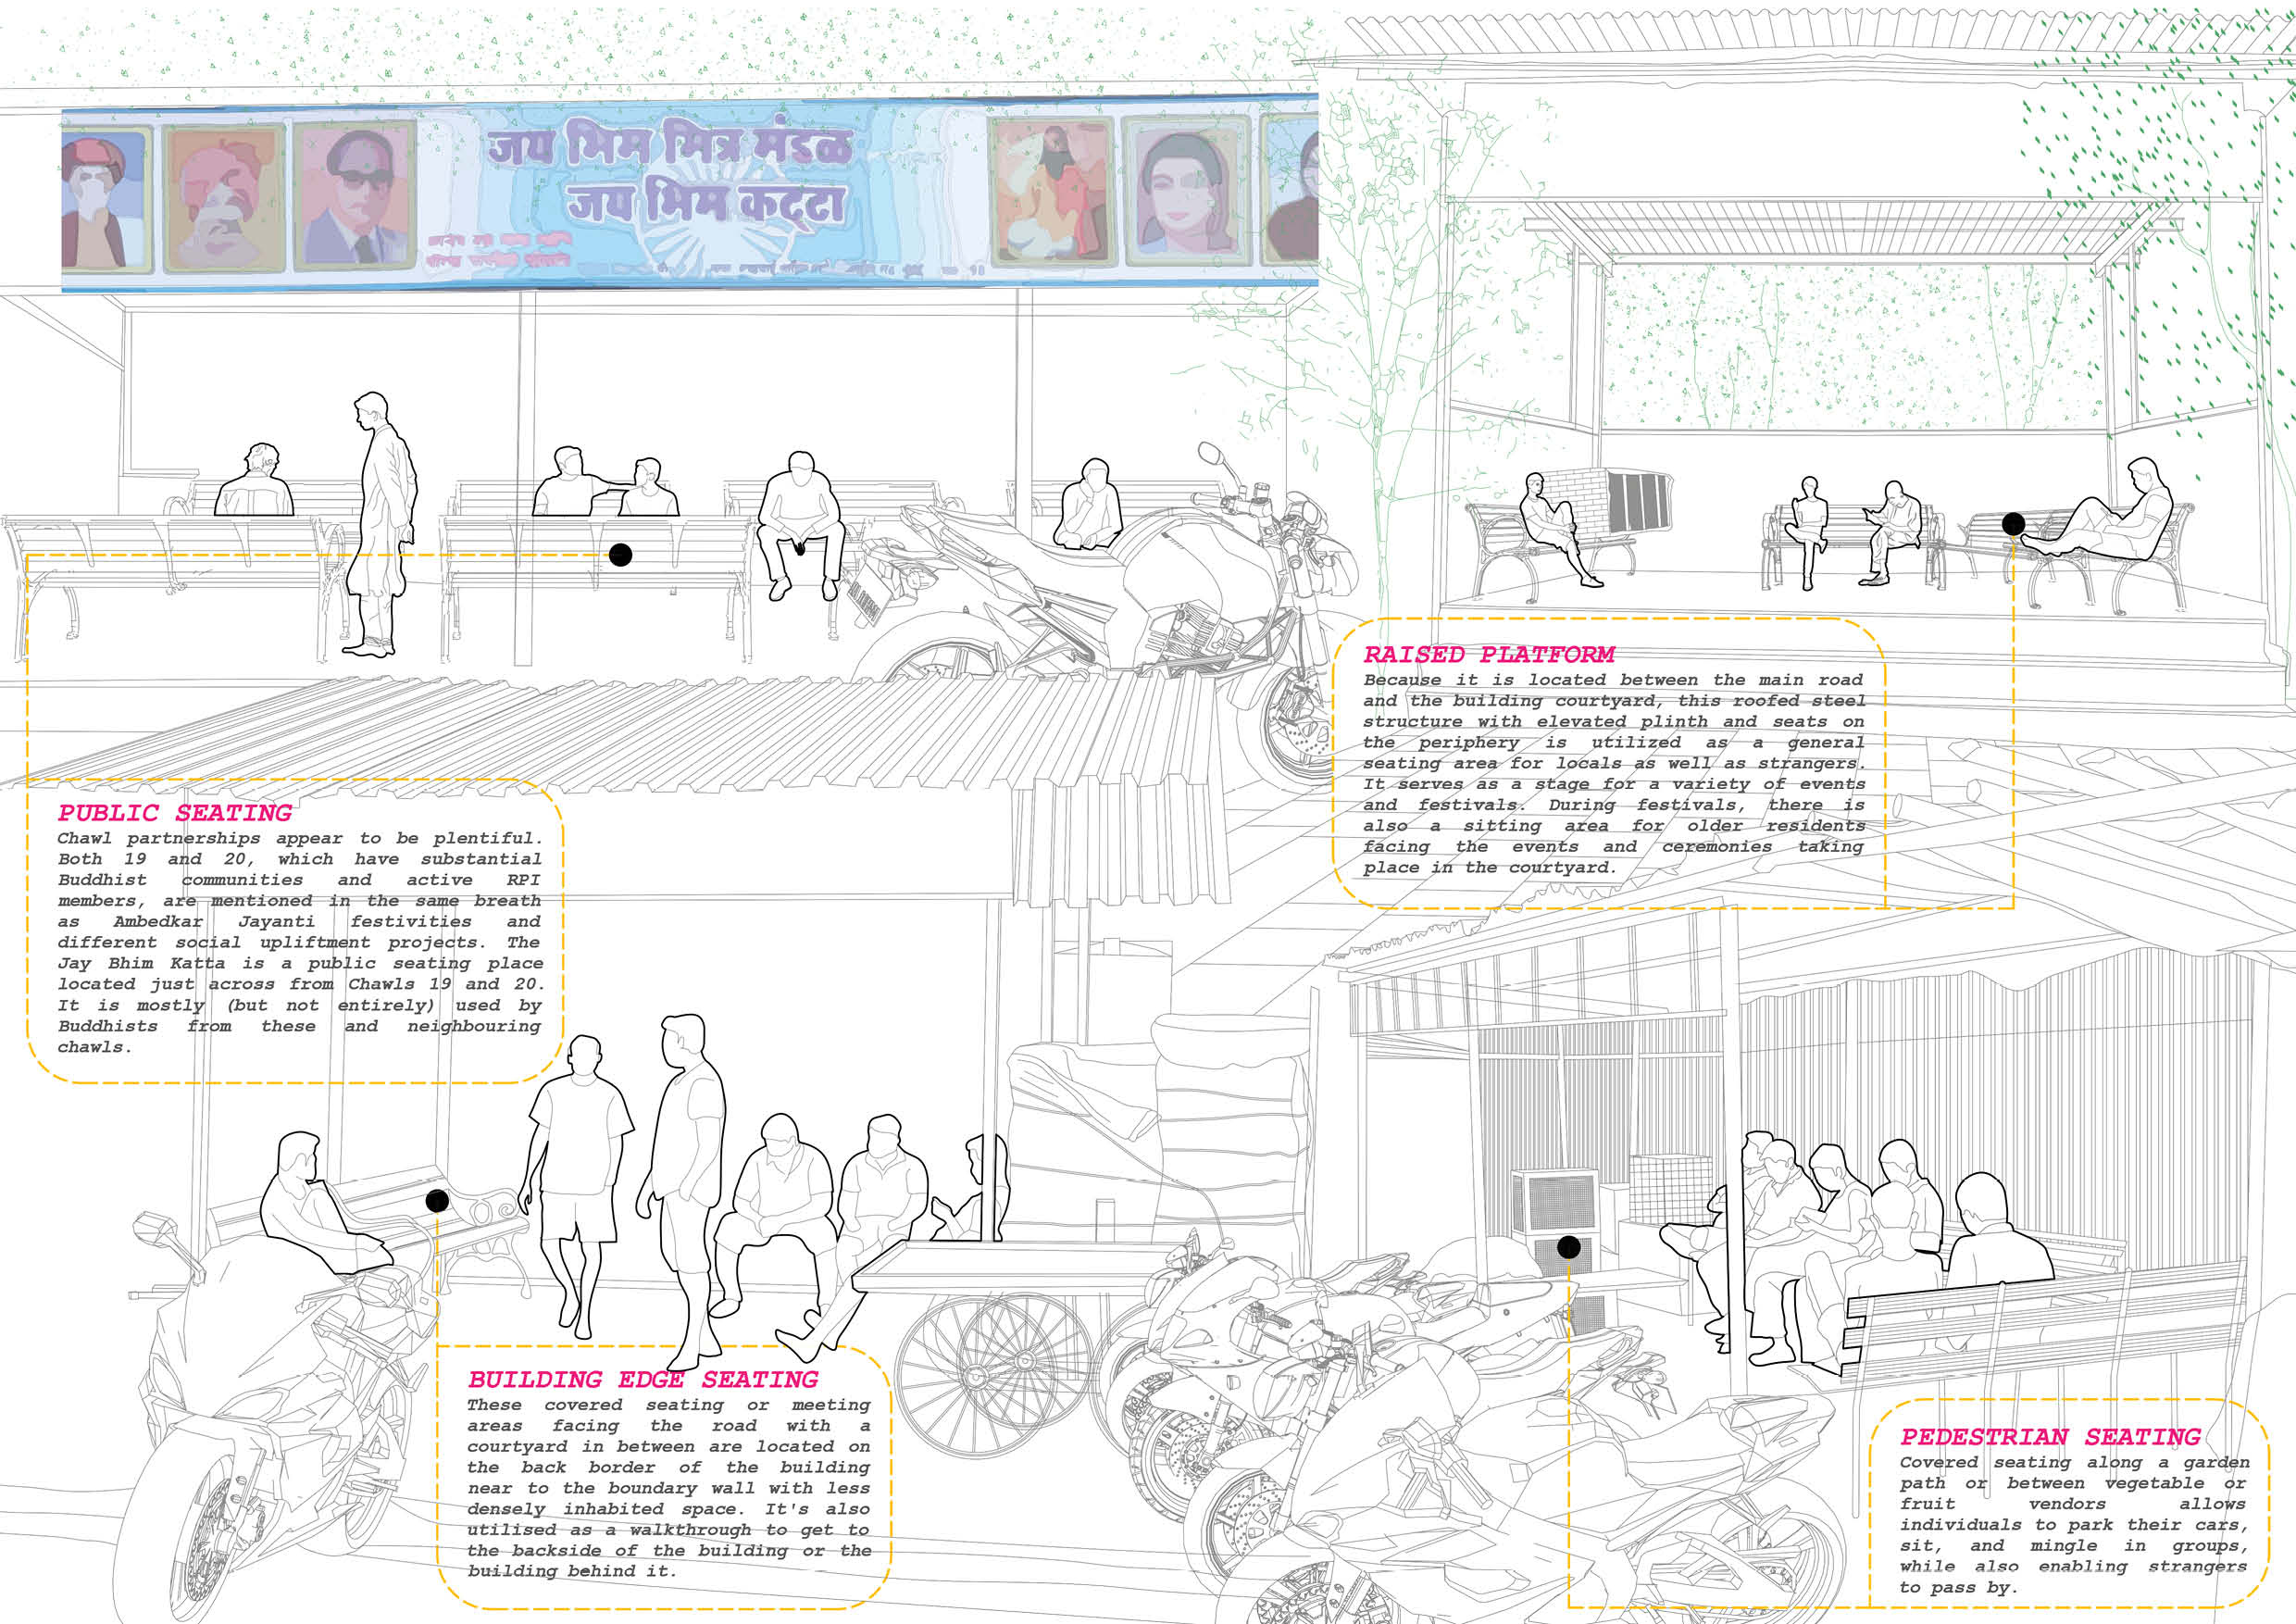 जय भिम मित्र मंडळ
जय भिम कट्टा
RAISED PLATFORM
Because it is located between the main road
and the building courtyard, this roofed steel
structure with elevated plinth and seats on
the periphery is utilized as a general
seating area for locals as well as strangers.
It serves as a stage for a variety of events
and festivals. During festivals, there is
also a sitting area for older residents
facing the events and ceremonies taking
place in the courtyard.
PUBLIC SEATING
Chawl partnerships appear to be plentiful.
Both 19 and 20, which have substantial
Buddhist communities and active RPI
members, are mentioned in the same breath
as Ambedkar Jayanti festivities and
different social upliftment projects. The
Jay Bhim Katta is a public seating place
located just across from Chawls 19 and 20.
It is mostly (but not entirely) used by
Buddhists from these and neighbouring
chawls.
BUILDING EDGE SEATING
These covered seating or meeting
areas facing the road with a
courtyard in between are located on
the back border of the building
near to the boundary wall with less
densely inhabited space. It's also
utilised as a walkthrough to get to
the backside of the building or the
building behind it.
PEDESTRIAN SEATING
Covered seating along a garden
path or between vegetable or
fruit vendors allows
individuals to park their cars,
sit, and mingle in groups,
while also enabling strangers
to pass by.